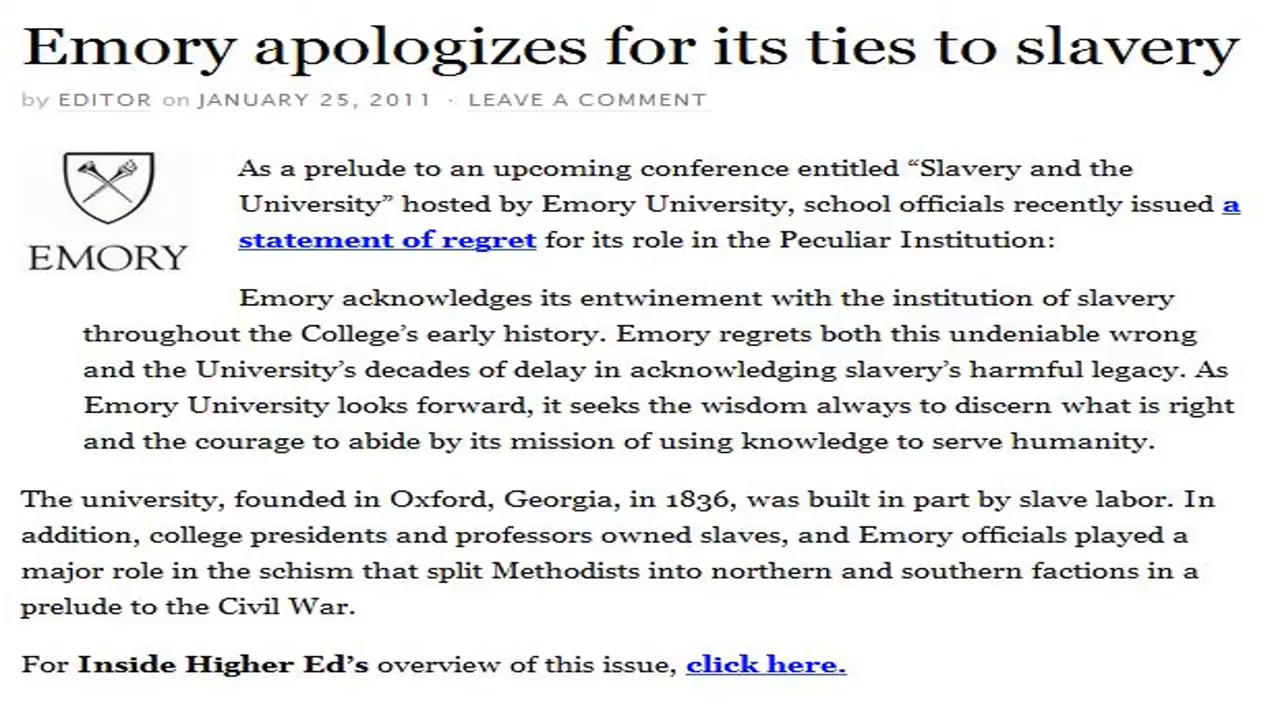 Emory apologizes for its ties to slavery
by EDITOR on JANUARY 25, 2011 · LEAVE A COMMENT
EMORY
As a prelude to an upcoming conference entitled “Slavery and the
University” hosted by Emory University, school officials recently issued a
statement of regret for its role in the Peculiar Institution:
Emory acknowledges its entwinement with the institution of slavery
throughout the College’s early history. Emory regrets both this undeniable wrong
and the University’s decades of delay in acknowledging slavery’s harmful legacy. As
Emory University looks forward, it seeks the wisdom always to discern what is right
and the courage to abide by its mission of using knowledge to serve humanity.
The university, founded in Oxford, Georgia, in 1836, was built in part by slave labor. In
addition, college presidents and professors owned slaves, and Emory officials played a
major role in the schism that split Methodists into northern and southern factions in a
prelude to the Civil War.
For Inside Higher Ed’s overview of this issue, click here.